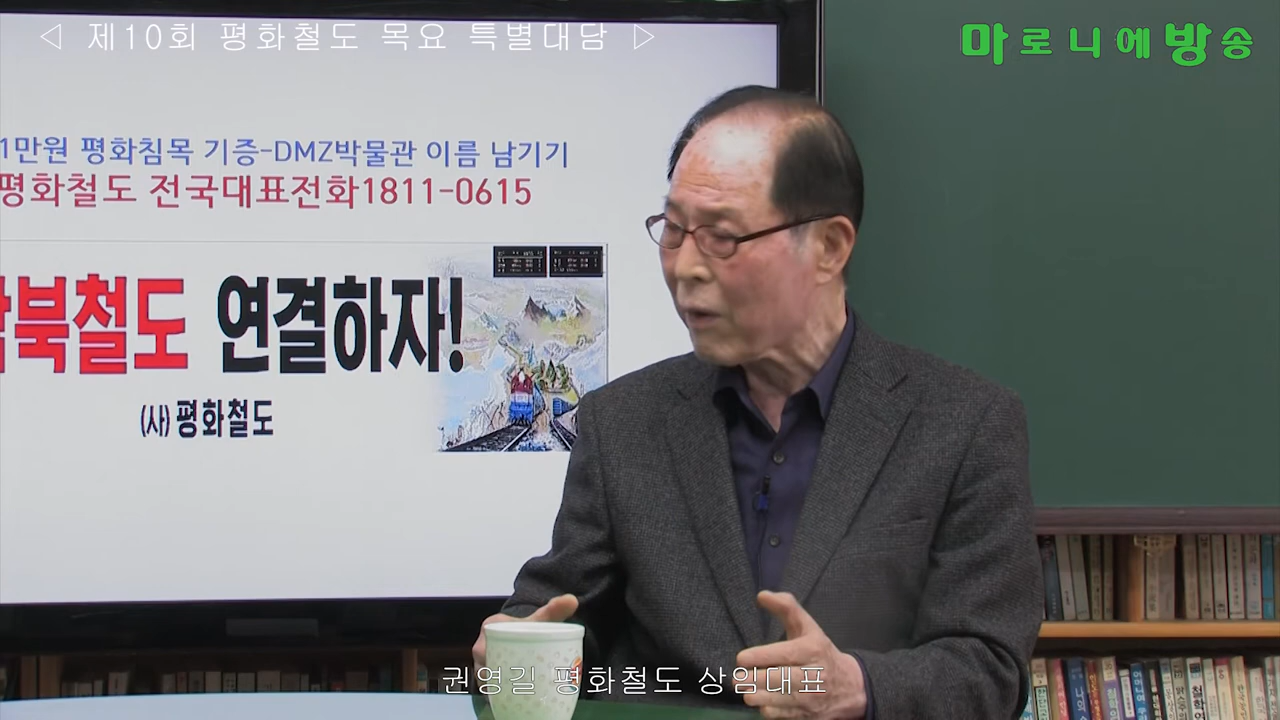 ◁ 제10회 평화철도 목요 특별대담 ▷
마로니에방송
1만원 평화침목 기증-DMZ박물관 이름 남기기
평화철도 전국대표전화1811-0615
북철도 연결하자!
(사)평화철도
권영길 평화철도 상임대표